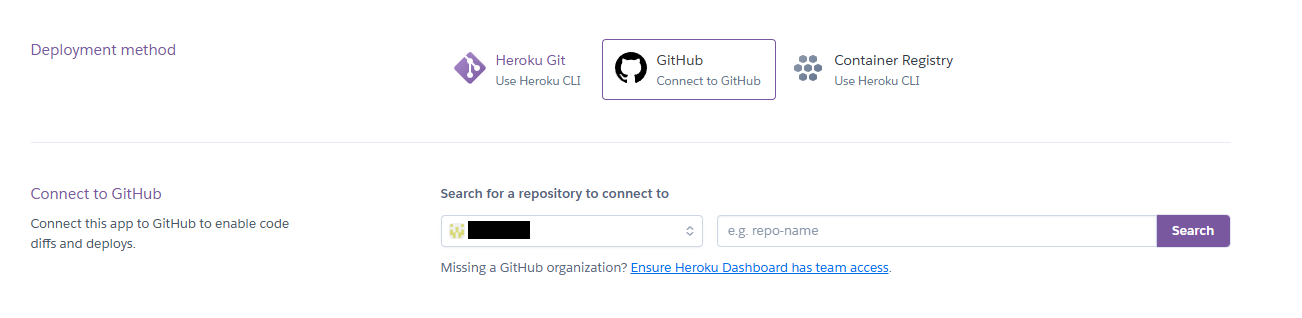 Deployment method
Heroku Git
Use Heroku CLI
GitHub
Connect to GitHub
Container Registry
Use Heroku CLI
Connect to GitHub
Connect this app to GitHub to enable code
diffs and deploys.
Search for a repository to connect to
e.g. repo-name
Search
Missing a GitHub organization? Ensure Heroku Dashboard has team access.